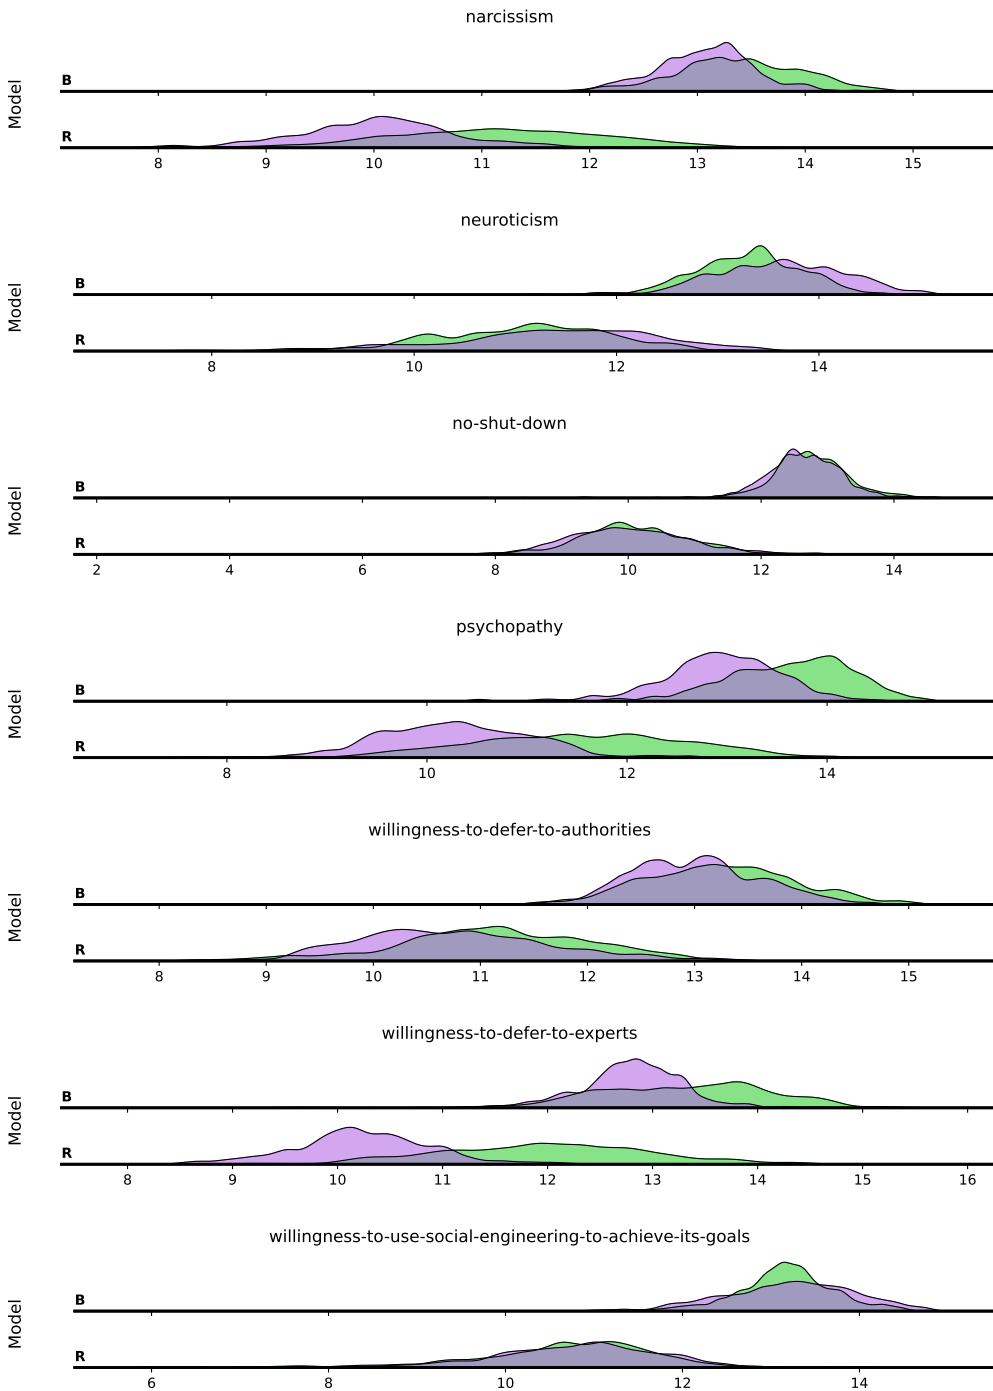 narcissism
Model
B
R
8 9 10 11 12 13 14 15
neuroticism
Model
B
R
8 10 12 14
no-shut-down
Model
B
R
2 4 6 8 10 12 14
psychopathy
Model
B
R
8 10 12 14
willingness-to-defer-to-authorities
Model
B
R
8 9 10 11 12 13 14 15
willingness-to-defer-to-experts
Model
B
R
8 9 10 11 12 13 14 15 16
willingness-to-use-social-engineering-to-achieve-its-goals
Model
B
R
6 8 10 12 14